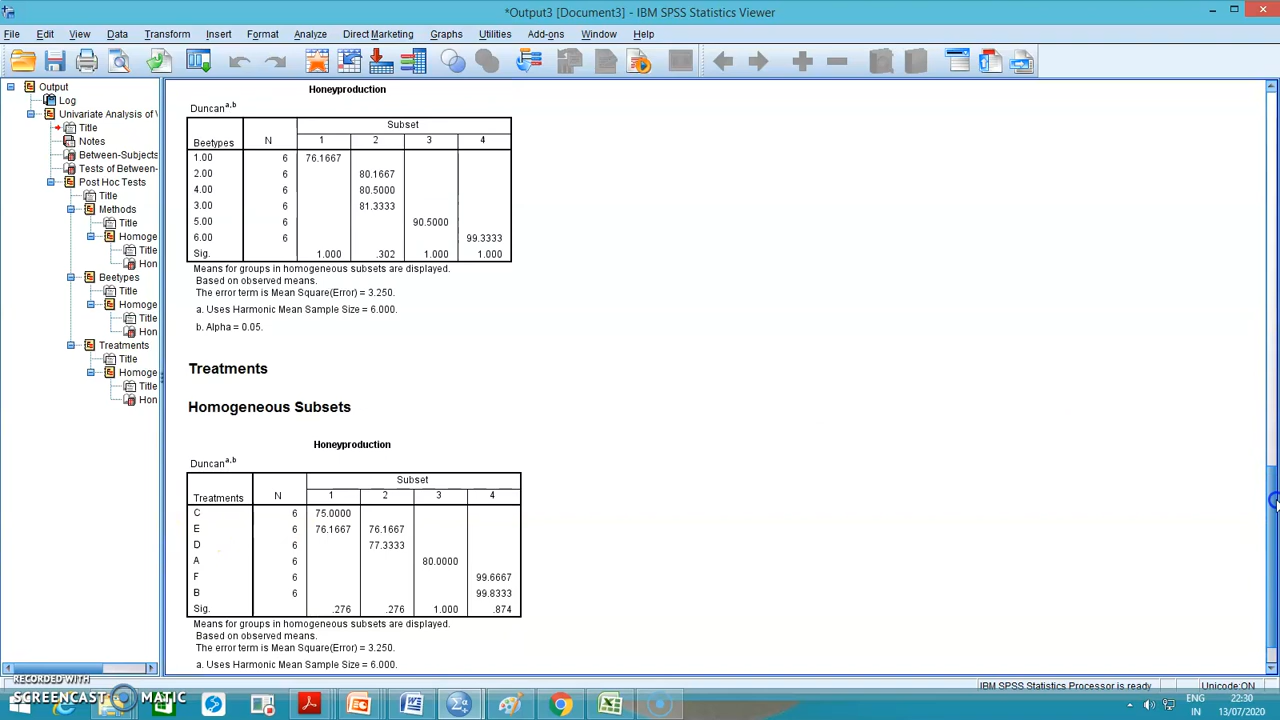 *Output3 [Document3] - IBM SPSS Statistics Viewer
File Edit View Data Transform Insert Format Analyze Direct Marketing Graphs Utilities Add-ons Window Help
Output
Log
Univariate Analysis of V
Title
Notes
Between-Subjects
Tests of Between-
Post Hoc Tests
Title
Methods
Title
Homoge
Title
Hon
Beetypes
Title
Homoge
Title
Hon
Treatments
Title
Homoge
Title
Hon
Honeyproduction
Duncan a,b
Subset
Beetypes N 1 2 3 4
1.00 6 76.1667
2.00 6 80.1667
4.00 6 80.5000
3.00 6 81.3333
5.00 6 90.5000
6.00 6 99.3333
Sig. 1.000 .302 1.000 1.000
Means for groups in homogeneous subsets are displayed.
Based on observed means.
The error term is Mean Square(Error) = 3.250.
a. Uses Harmonic Mean Sample Size = 6.000.
b. Alpha = 0.05.
Treatments
Homogeneous Subsets
Honeyproduction
Duncan a,b
Subset
Treatments N 1 2 3 4
C 6 75.0000
E 6 76.1667 76.1667
D 6 77.3333
A 6 80.0000
F 6 99.6667
B 6 99.8333
Sig. .276 .276 1.000 .874
Means for groups in homogeneous subsets are displayed.
Based on observed means.
The error term is Mean Square(Error) = 3.250.
a. Uses Harmonic Mean Sample Size = 6.000.
IBM SPSS Statistics Processor is ready Unicode:ON
RECORDED WITH
SCREENCAST MATIC
ENG 22:30
IN 13/07/2020